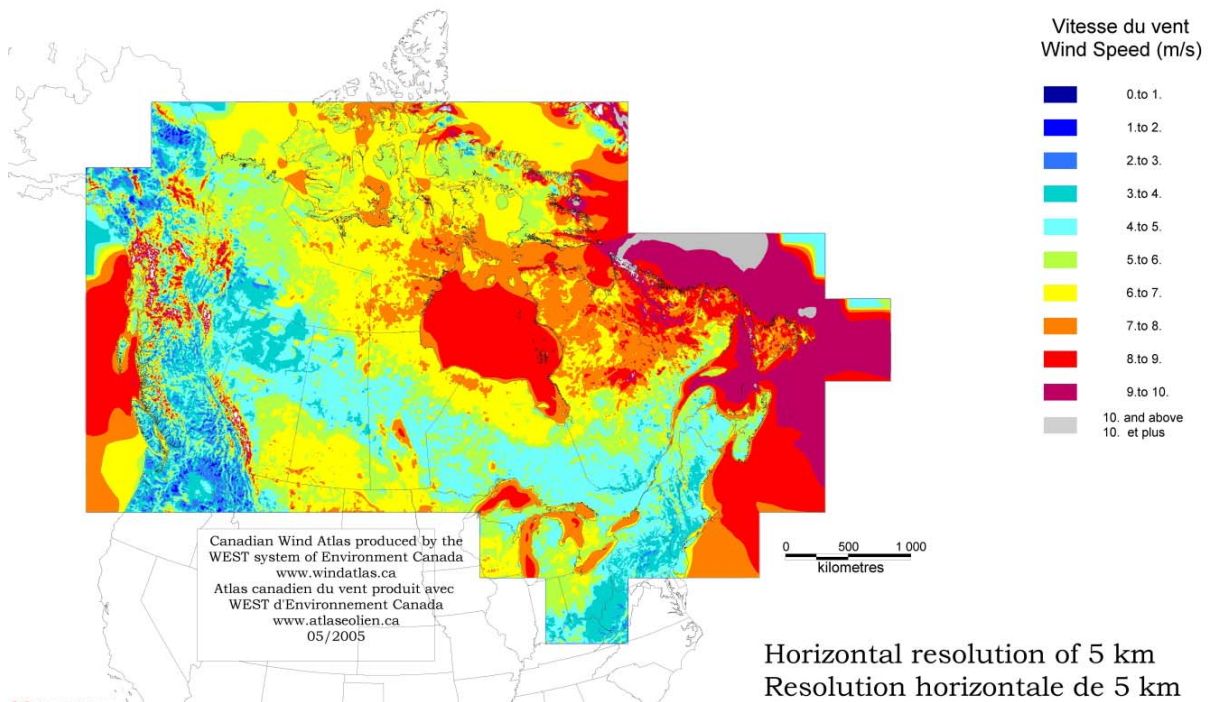 Vitesse du vent
Wind Speed (m/s)
0.to 1.
1.to 2.
2.to 3.
3.to 4.
4.to 5.
5.to 6.
6.to 7.
7.to 8.
8.to 9.
9.to 10.
10. and above
10. et plus
Canadian Wind Atlas produced by the
WEST system of Environment Canada
www.windatlas.ca
Atlas canadien du vent produit avec
WEST d'Environnement Canada
www.atlaseolien.ca
05/2005
0 500 1 000
kilometres
Horizontal resolution of 5 km
Resolution horizontale de 5 km